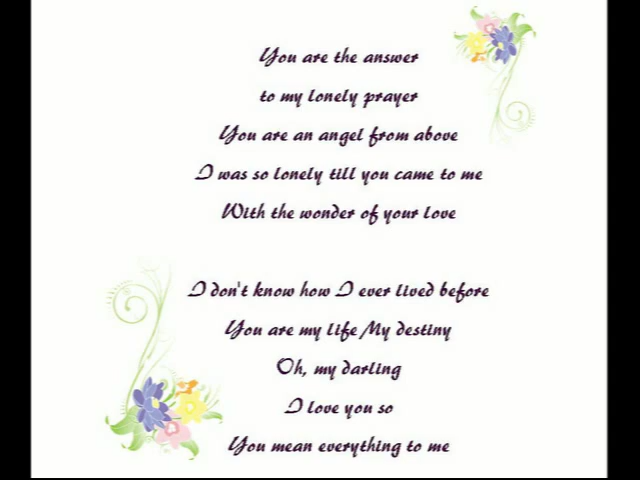 You are the answer
to my lonely prayer
You are an angel from above
I was so lonely till you came to me
With the wonder of your love
I don't know how I ever lived before
You are my life My destiny
Oh, my darling
I love you so
You mean everything to me